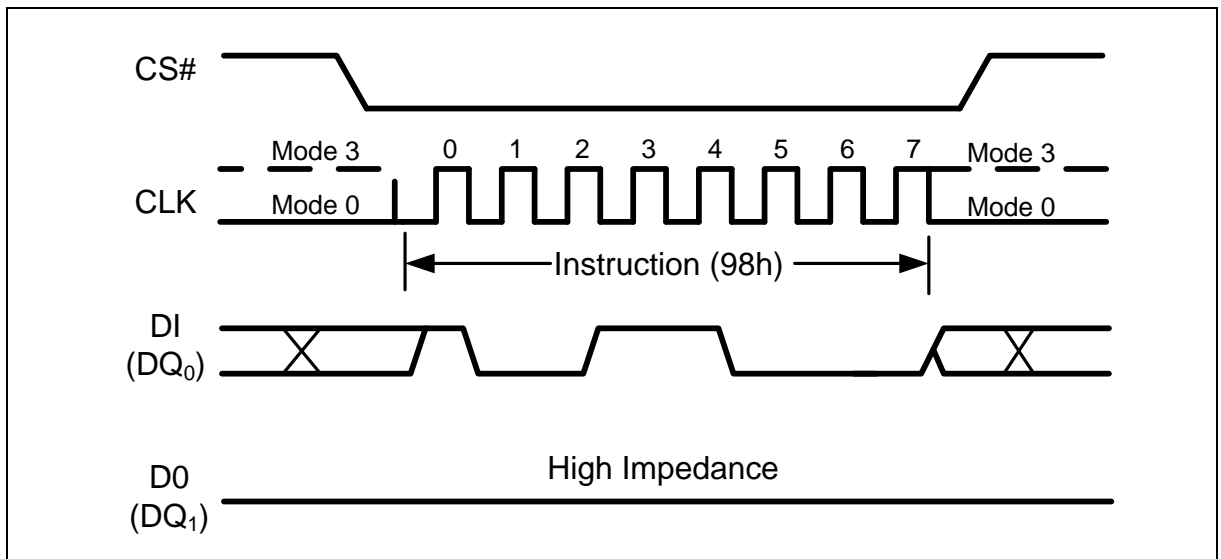 CS#
Mode 3 0 1 2 3 4 5 6 7 Mode 3
CLK
Mode 0 Mode 0
Instruction (98h)
DI
(DQ₀)
High Impedance
D0
(DQ₁)